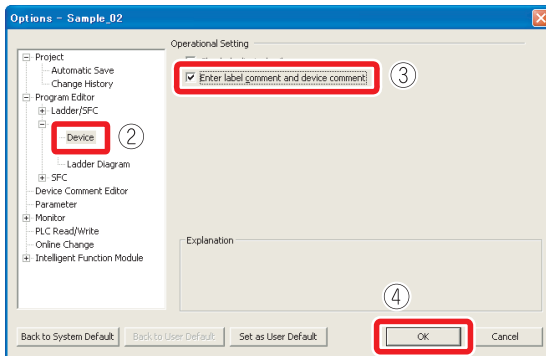 Options - Sample_02
Operational Setting
Project
Automatic Save
Change History
Program Editor
Ladder/SFC
Device
Ladder Diagram
SFC
Device Comment Editor
Parameter
Monitor
PLC Read/Write
Online Change
Intelligent Function Module
②
Enter label comment and device comment
③
Explanation
④
Back to System Default
Back to User Default
Set as User Default
OK
Cancel